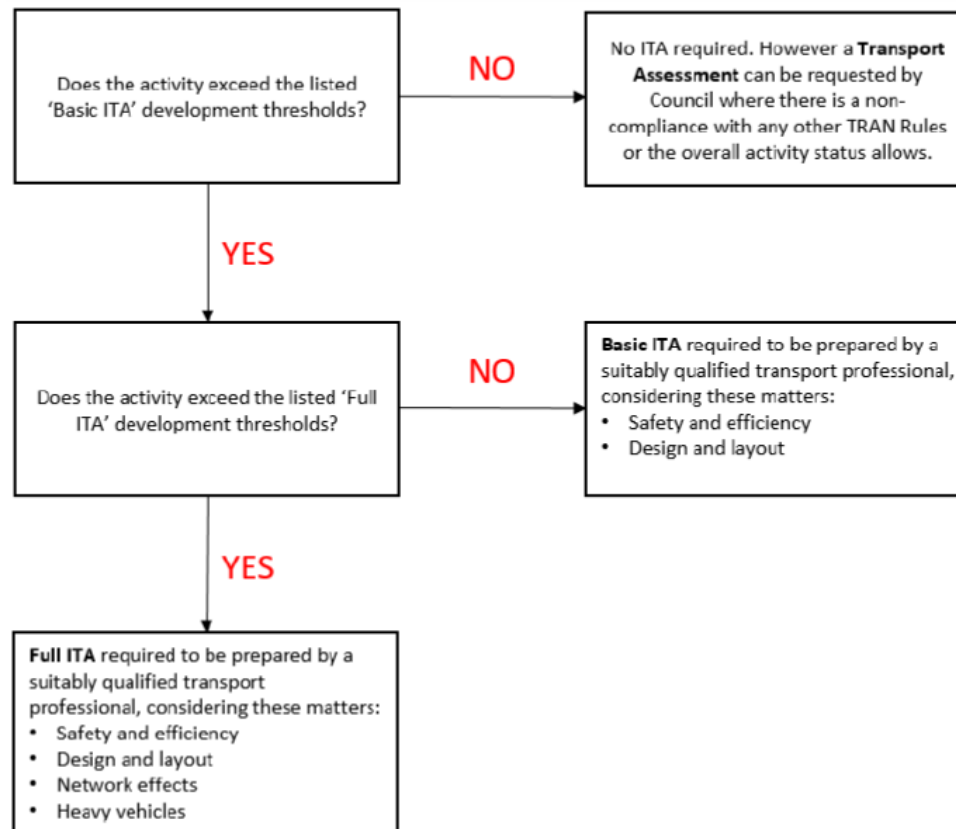 Does the activity exceed the listed
‘Basic ITA’ development thresholds?
NO
No ITA required. However a Transport
Assessment can be requested by
Council where there is a non-
compliance with any other TRAN Rules
or the overall activity status allows.
YES
Does the activity exceed the listed ‘Full
ITA’ development thresholds?
NO
Basic ITA required to be prepared by a
suitably qualified transport professional,
considering these matters:
• Safety and efficiency
• Design and layout
YES
Full ITA required to be prepared by a
suitably qualified transport
professional, considering these matters:
• Safety and efficiency
• Design and layout
• Network effects
• Heavy vehicles